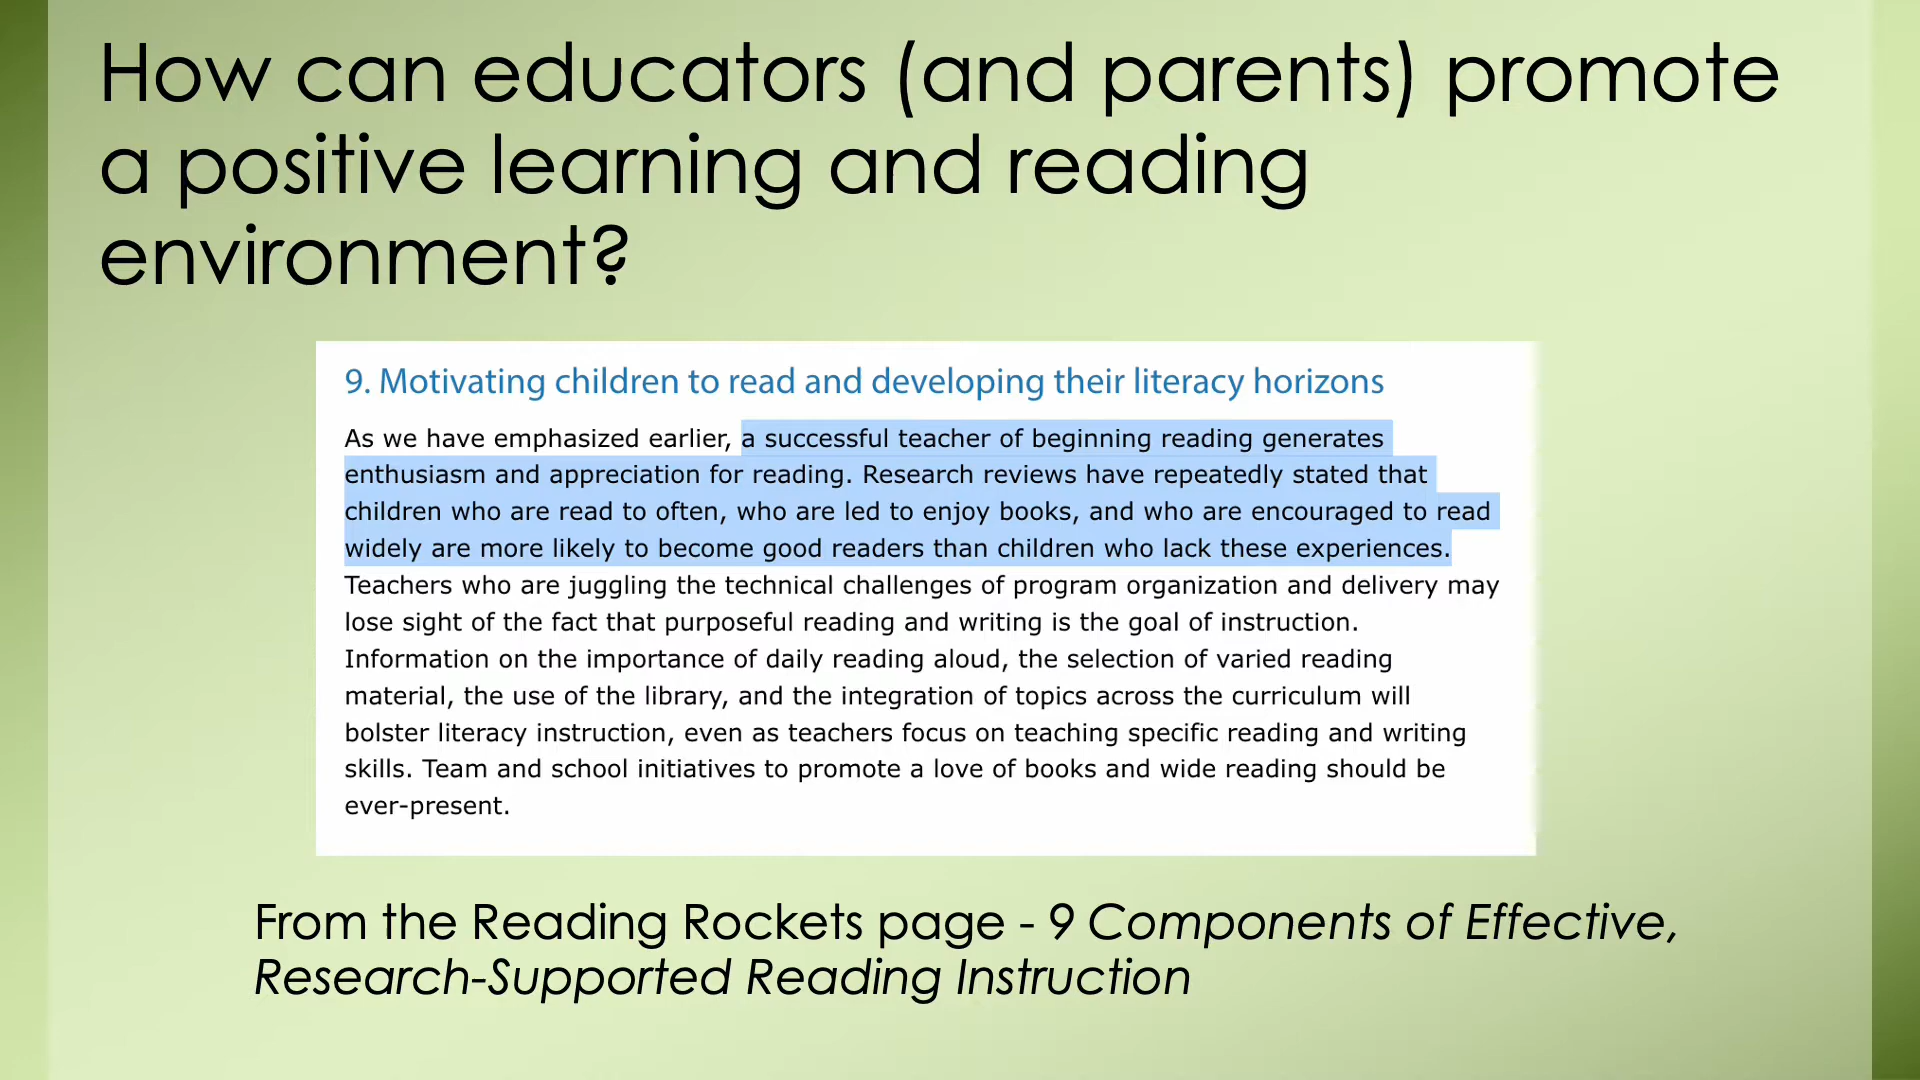 How can educators (and parents) promote
a positive learning and reading
environment?
9. Motivating children to read and developing their literacy horizons
As we have emphasized earlier, a successful teacher of beginning reading generates
enthusiasm and appreciation for reading. Research reviews have repeatedly stated that
children who are read to often, who are led to enjoy books, and who are encouraged to read
widely are more likely to become good readers than children who lack these experiences.
Teachers who are juggling the technical challenges of program organization and delivery may
lose sight of the fact that purposeful reading and writing is the goal of instruction.
Information on the importance of daily reading aloud, the selection of varied reading
material, the use of the library, and the integration of topics across the curriculum will
bolster literacy instruction, even as teachers focus on teaching specific reading and writing
skills. Team and school initiatives to promote a love of books and wide reading should be
ever-present.
From the Reading Rockets page - 9 Components of Effective,
Research-Supported Reading Instruction